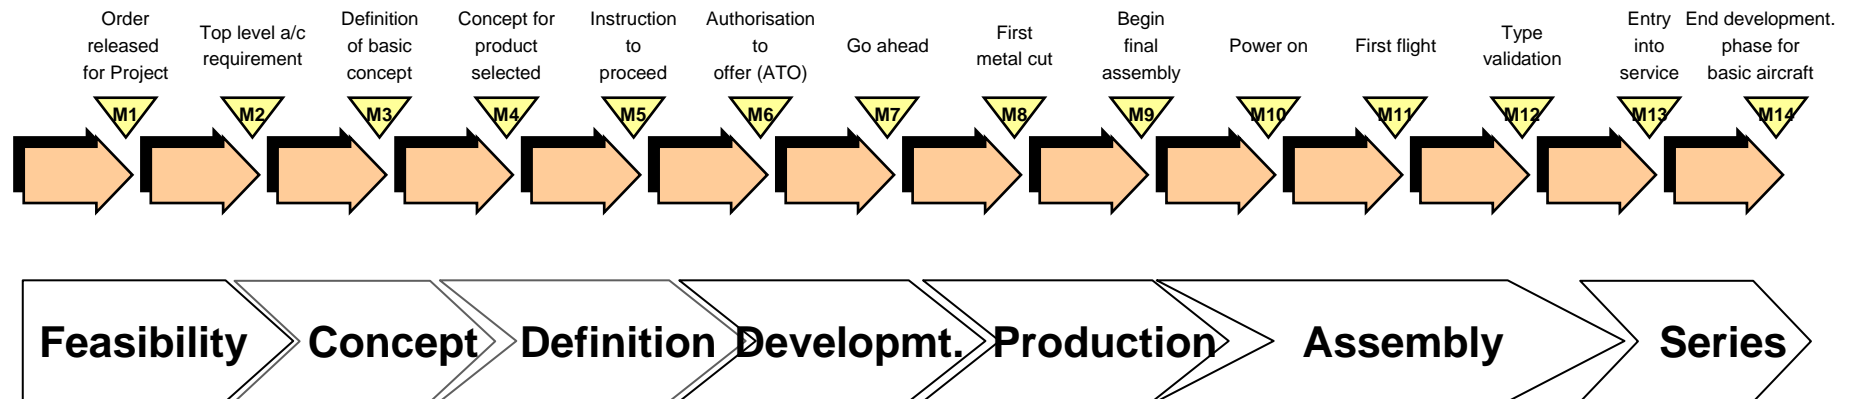 Order
released
for Project
Top level a/c
requirement
Definition
of basic
concept
Concept for
product
selected
Instruction
to
proceed
Authorisation
to
offer (ATO)
Go ahead
First
metal cut
Begin
final
assembly
Power on
First flight
Type
validation
Entry
into
service
End development.
phase for
basic aircraft
M1
M2
M3
M4
M5
M6
M7
M8
M9
M10
M11
M12
M13
M14
Feasibility
Concept
Definition
Developmt.
Production
Assembly
Series